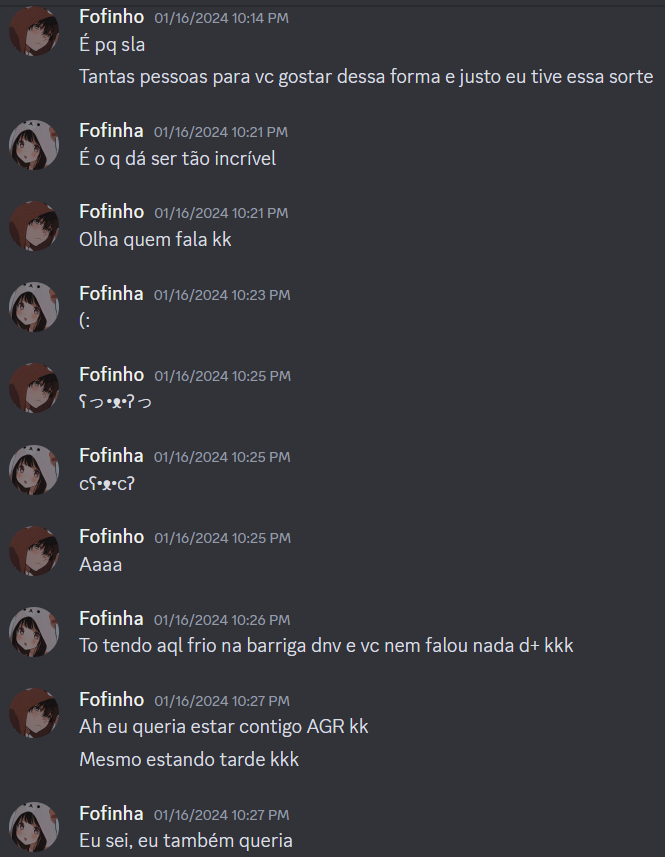 Fofinho 01/16/2024 10:14 PM
É pq sla
Tantas pessoas para vc gostar dessa forma e justo eu tive essa sorte
Fofinha 01/16/2024 10:21 PM
É o q dá ser tão incrível
Fofinho 01/16/2024 10:21 PM
Olha quem fala kk
Fofinha 01/16/2024 10:23 PM
(:
Fofinho 01/16/2024 10:25 PM
ʕっ•ᴥ•ʔっ
Fofinha 01/16/2024 10:25 PM
cʕ•ᴥ•cʔ
Fofinho 01/16/2024 10:25 PM
Aaaa
Fofinha 01/16/2024 10:26 PM
To tendo aql frio na barriga dnv e vc nem falou nada d+ kkk
Fofinho 01/16/2024 10:27 PM
Ah eu queria estar contigo AGR kk
Mesmo estando tarde kkk
Fofinha 01/16/2024 10:27 PM
Eu sei, eu também queria